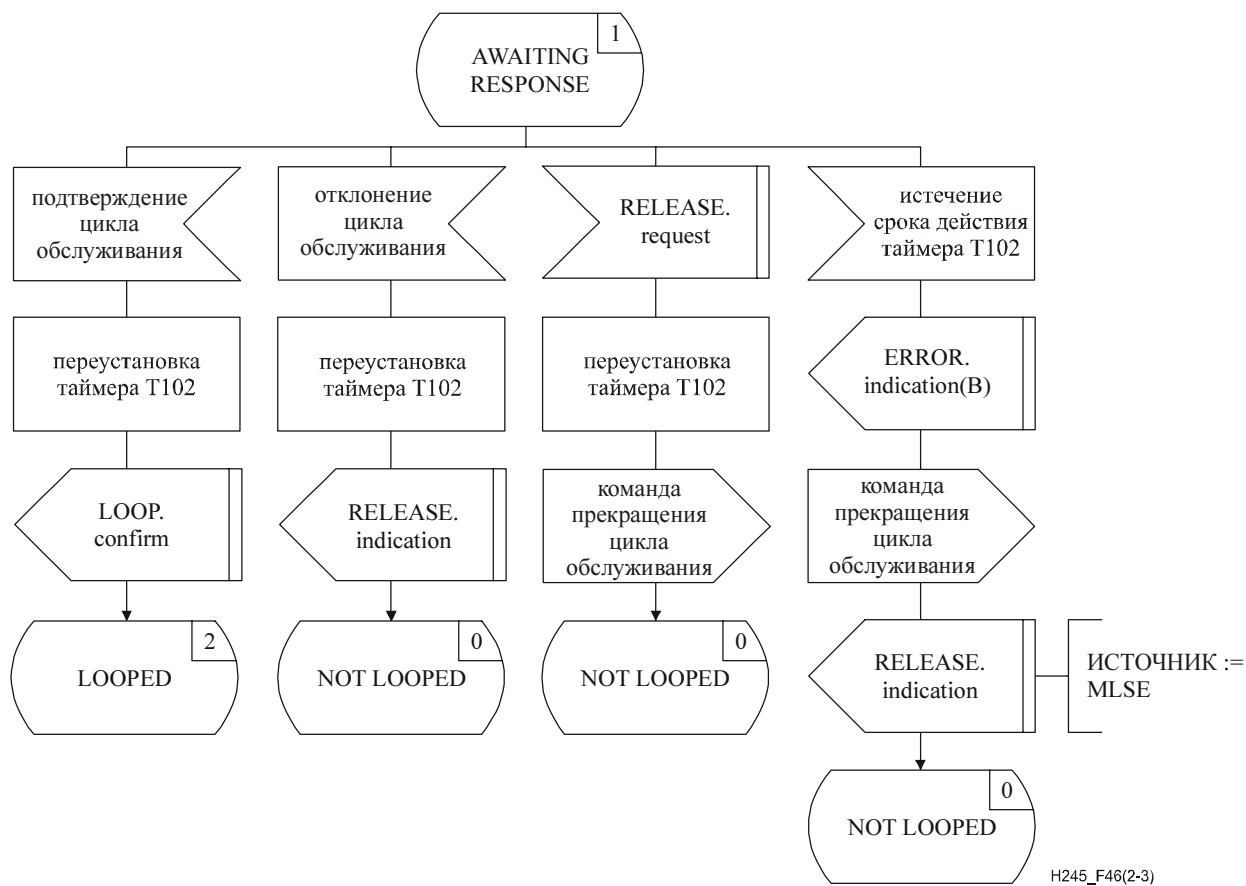 1
AWAITING
RESPONSE
подтверждение
цикла
обслуживания
отклонение
цикла
обслуживания
RELEASE.
request
истечение
срока действия
таймера T102
переустановка
таймера T102
переустановка
таймера T102
переустановка
таймера T102
ERROR.
indication(B)
LOOP.
confirm
RELEASE.
indication
команда
прекращения
цикла
обслуживания
команда
прекращения
цикла
обслуживания
2
LOOPED
0
NOT LOOPED
0
NOT LOOPED
RELEASE.
indication
ИСТОЧНИК :=
MLSE
0
NOT LOOPED
H245_F46(2-3)